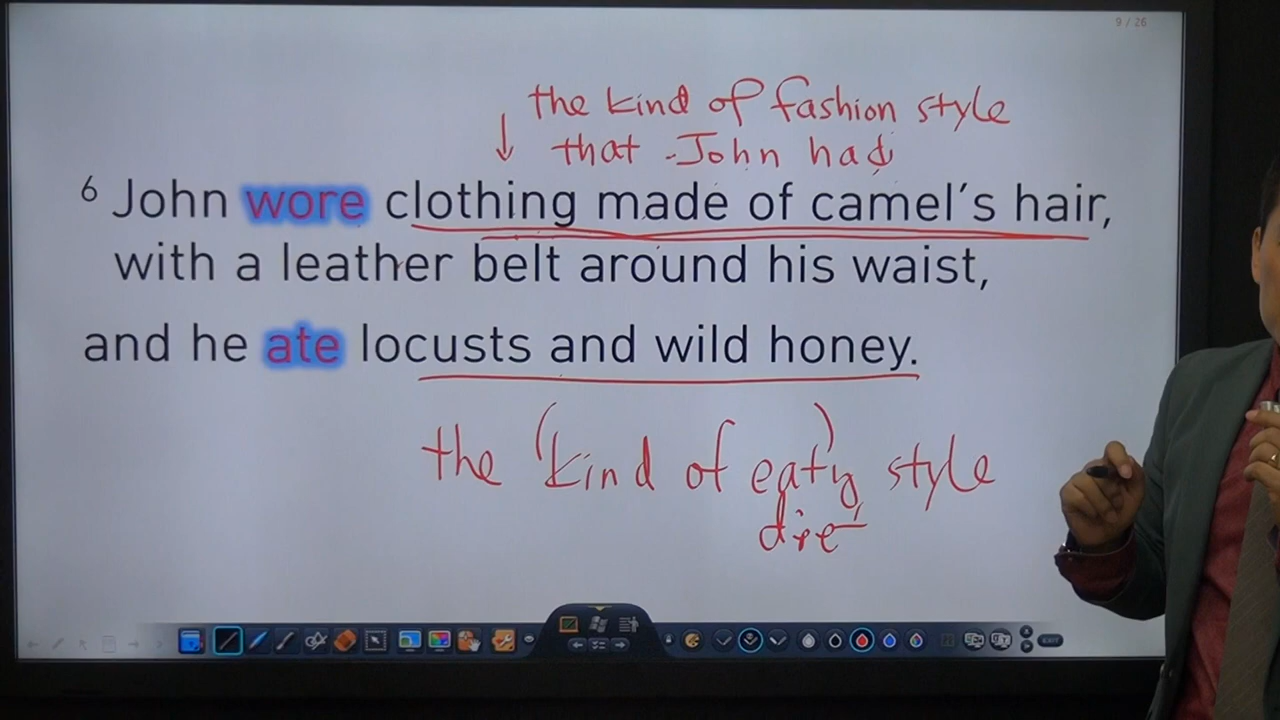 9 / 26
the kind of fashion style
↓ that John had
6 John wore clothing made of camel's hair,
with a leather belt around his waist,
and he ate locusts and wild honey.
the (kind of eaty) style
diet
EXIT